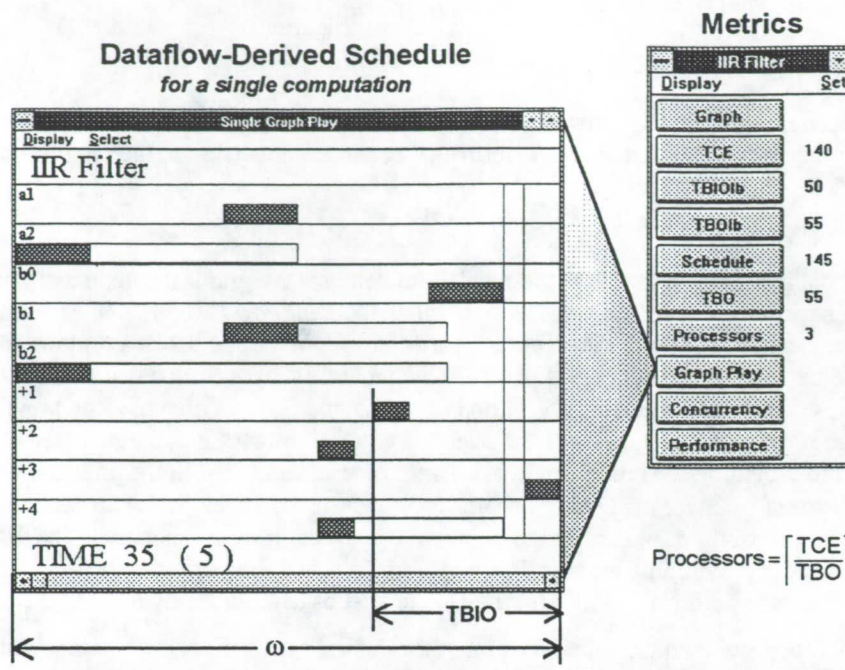 Dataflow-Derived Schedule
for a single computation
Single Graph Play
Display Select
IIR Filter
a1
a2
b0
b1
b2
+1
+2
+3
+4
TIME 35 ( 5 )
TBIO
ω
Metrics
IIR Filter
Display Set
Graph
TCE 140
TBIOlb 50
TBOlb 55
Schedule 145
TBO 55
Processors 3
Graph Play
Concurrency
Performance
Processors = ⌈TCE
TBO